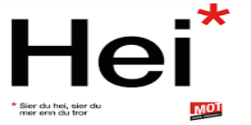 Hei*
* Sier du hei, sier du
mer enn du tror
MOT